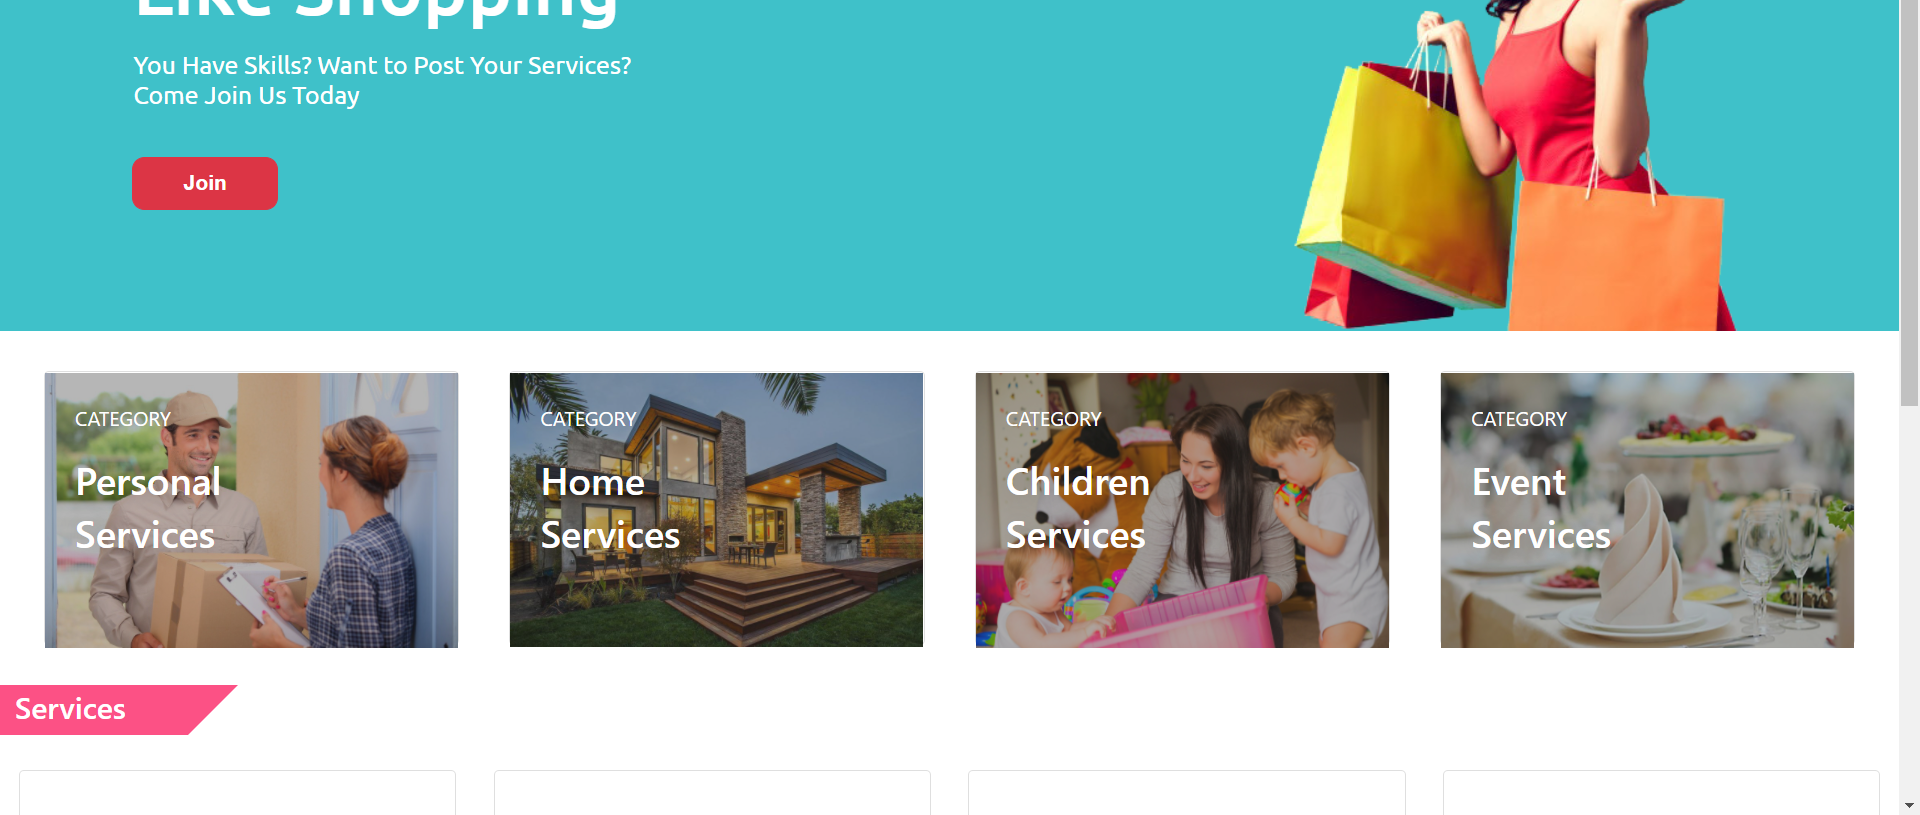 Like Shopping
You Have Skills? Want to Post Your Services?
Come Join Us Today
Join
CATEGORY
Personal
Services
CATEGORY
Home
Services
CATEGORY
Children
Services
CATEGORY
Event
Services
Services